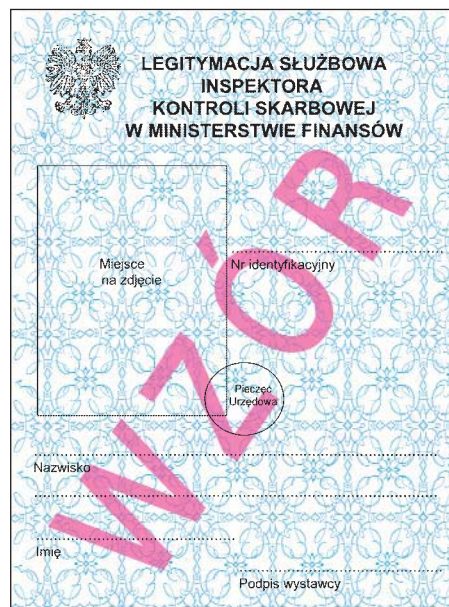 LEGITYMACJA SŁUŻBOWA
INSPEKTORA
KONTROLI SKARBOWEJ
W MINISTERSTWIE FINANSÓW
Miejsce
na zdjęcie
Nr identyfikacyjny
Pieczęć
Urzędowa
Nazwisko
Imię
Podpis wystawcy
WZÓR